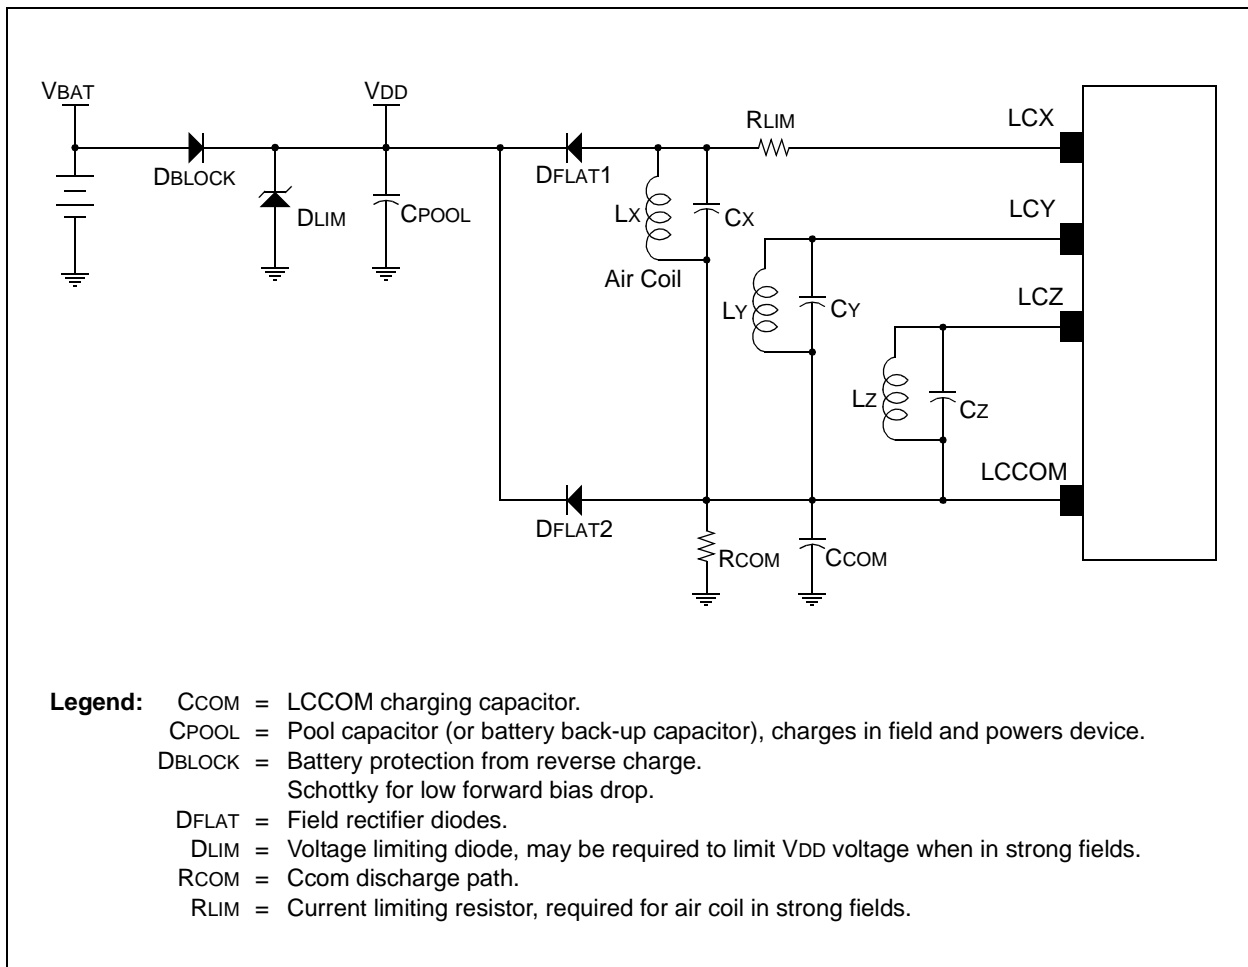 VBAT
VDD
RLIM
LCX
DBLOCK
DFLAT1
DLIM
CPOOL
LX
CX
LCY
Air Coil
LCZ
LY
CY
LZ
CZ
LCCOM
DFLAT2
RCOM
CCOM
Legend: CCOM = LCCOM charging capacitor.
CPOOL = Pool capacitor (or battery back-up capacitor), charges in field and powers device.
DBLOCK = Battery protection from reverse charge.
Schottky for low forward bias drop.
DFLAT = Field rectifier diodes.
DLIM = Voltage limiting diode, may be required to limit VDD voltage when in strong fields.
RCOM = Ccom discharge path.
RLIM = Current limiting resistor, required for air coil in strong fields.